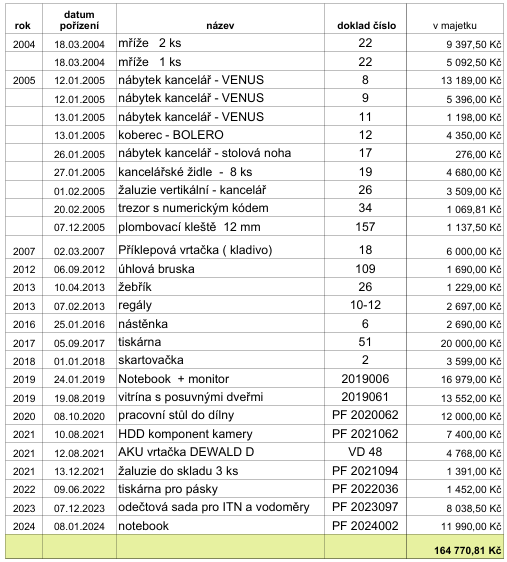 rok datum pořízení název doklad číslo v majetku
2004 18.03.2004 mříže 2 ks 22 9 397,50 Kč
18.03.2004 mříže 1 ks 22 5 092,50 Kč
2005 12.01.2005 nábytek kancelář - VENUS 8 13 189,00 Kč
12.01.2005 nábytek kancelář - VENUS 9 5 396,00 Kč
13.01.2005 nábytek kancelář - VENUS 11 1 198,00 Kč
13.01.2005 koberec - BOLERO 12 4 350,00 Kč
26.01.2005 nábytek kancelář - stolová noha 17 276,00 Kč
27.01.2005 kancelářské židle - 8 ks 19 4 680,00 Kč
01.02.2005 žaluzie vertikální - kancelář 26 3 509,00 Kč
20.02.2005 trezor s numerickým kódem 34 1 069,81 Kč
07.12.2005 plombovací kleště 12 mm 157 1 137,50 Kč
2007 02.03.2007 Příklepová vrtačka ( kladivo) 18 6 000,00 Kč
2012 06.09.2012 úhlová bruska 109 1 690,00 Kč
2013 10.04.2013 žebřík 26 1 229,00 Kč
2013 07.02.2013 regály 10-12 2 697,00 Kč
2016 25.01.2016 nástěnka 6 2 690,00 Kč
2017 05.09.2017 tiskárna 51 20 000,00 Kč
2018 01.01.2018 skartovačka 2 3 599,00 Kč
2019 24.01.2019 Notebook + monitor 2019006 16 979,00 Kč
2019 19.08.2019 vitrína s posuvnými dveřmi 2019061 13 552,00 Kč
2020 08.10.2020 pracovní stůl do dílny PF 2020062 12 000,00 Kč
2021 10.08.2021 HDD komponent kamery PF 2021062 7 400,00 Kč
2021 12.08.2021 AKU vrtačka DEWALD D VD 48 4 768,00 Kč
2021 13.12.2021 žaluzie do skladu 3 ks PF 2021094 1 391,00 Kč
2022 09.06.2022 tiskárna pro pásky PF 2022036 1 452,00 Kč
2023 07.12.2023 odečtová sada pro ITN a vodoměry PF 2023097 8 038,50 Kč
2024 08.01.2024 notebook PF 2024002 11 990,00 Kč
164 770,81 Kč